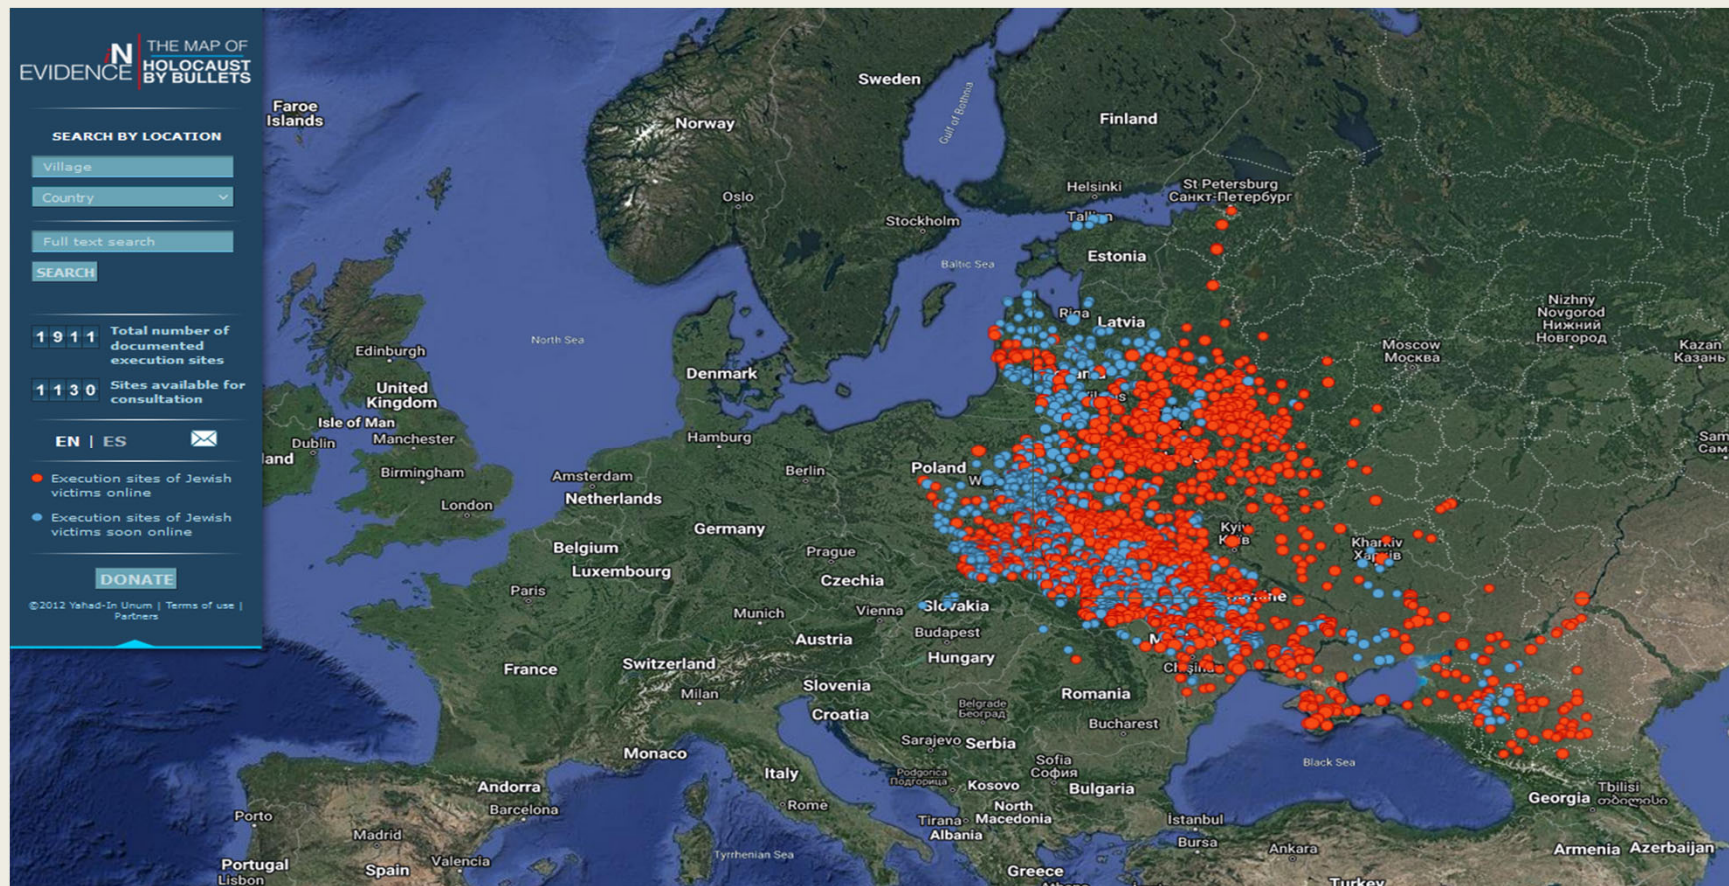 iN
EVIDENCE
THE MAP OF
HOLOCAUST
BY BULLETS
SEARCH BY LOCATION
Village
Country
Full text search
SEARCH
1911
Total number of
documented
execution sites
1130
Sites available for
consultation
EN | ES
Execution sites of Jewish
victims online
Execution sites of Jewish
victims soon online
DONATE
©2012 Yahad-In Unum | Terms of use |
Partners
Faroe
Islands
Sweden
Norway
Finland
Gulf of Bothnia
Oslo
Stockholm
Helsinki
St Petersburg
Санкт-Петербург
Estonia
Baltic Sea
Riga
Latvia
North Sea
Edinburgh
United
Kingdom
Isle of Man
Dublin
Manchester
Birmingham
London
Denmark
Hamburg
Amsterdam
Netherlands
Berlin
Poland
Germany
Belgium
Luxembourg
Prague
Czechia
Paris
Munich
Vienna
Slovakia
Budapest
Austria
Hungary
France
Switzerland
Milan
Slovenia
Croatia
Romania
Belgrade
Београд
Bucharest
Sarajevo
Serbia
Monaco
Italy
Podgorica
Подгорица
Kosovo
Sofia
София
Bulgaria
Andorra
Barcelona
Rome
North
Macedonia
Tirana
Albania
Porto
Madrid
Portugal
Lisbon
Spain
Valencia
Tyrrhenian Sea
Greece
İstanbul
Bursa
Ankara
Turkey
Black Sea
Georgia
Tbilisi
თბილისი
Armenia
Azerbaijan
Moscow
Москва
Nizhny
Novgorod
Нижний
Новгород
Kazan
Казань
Kyiv
Kharkiv